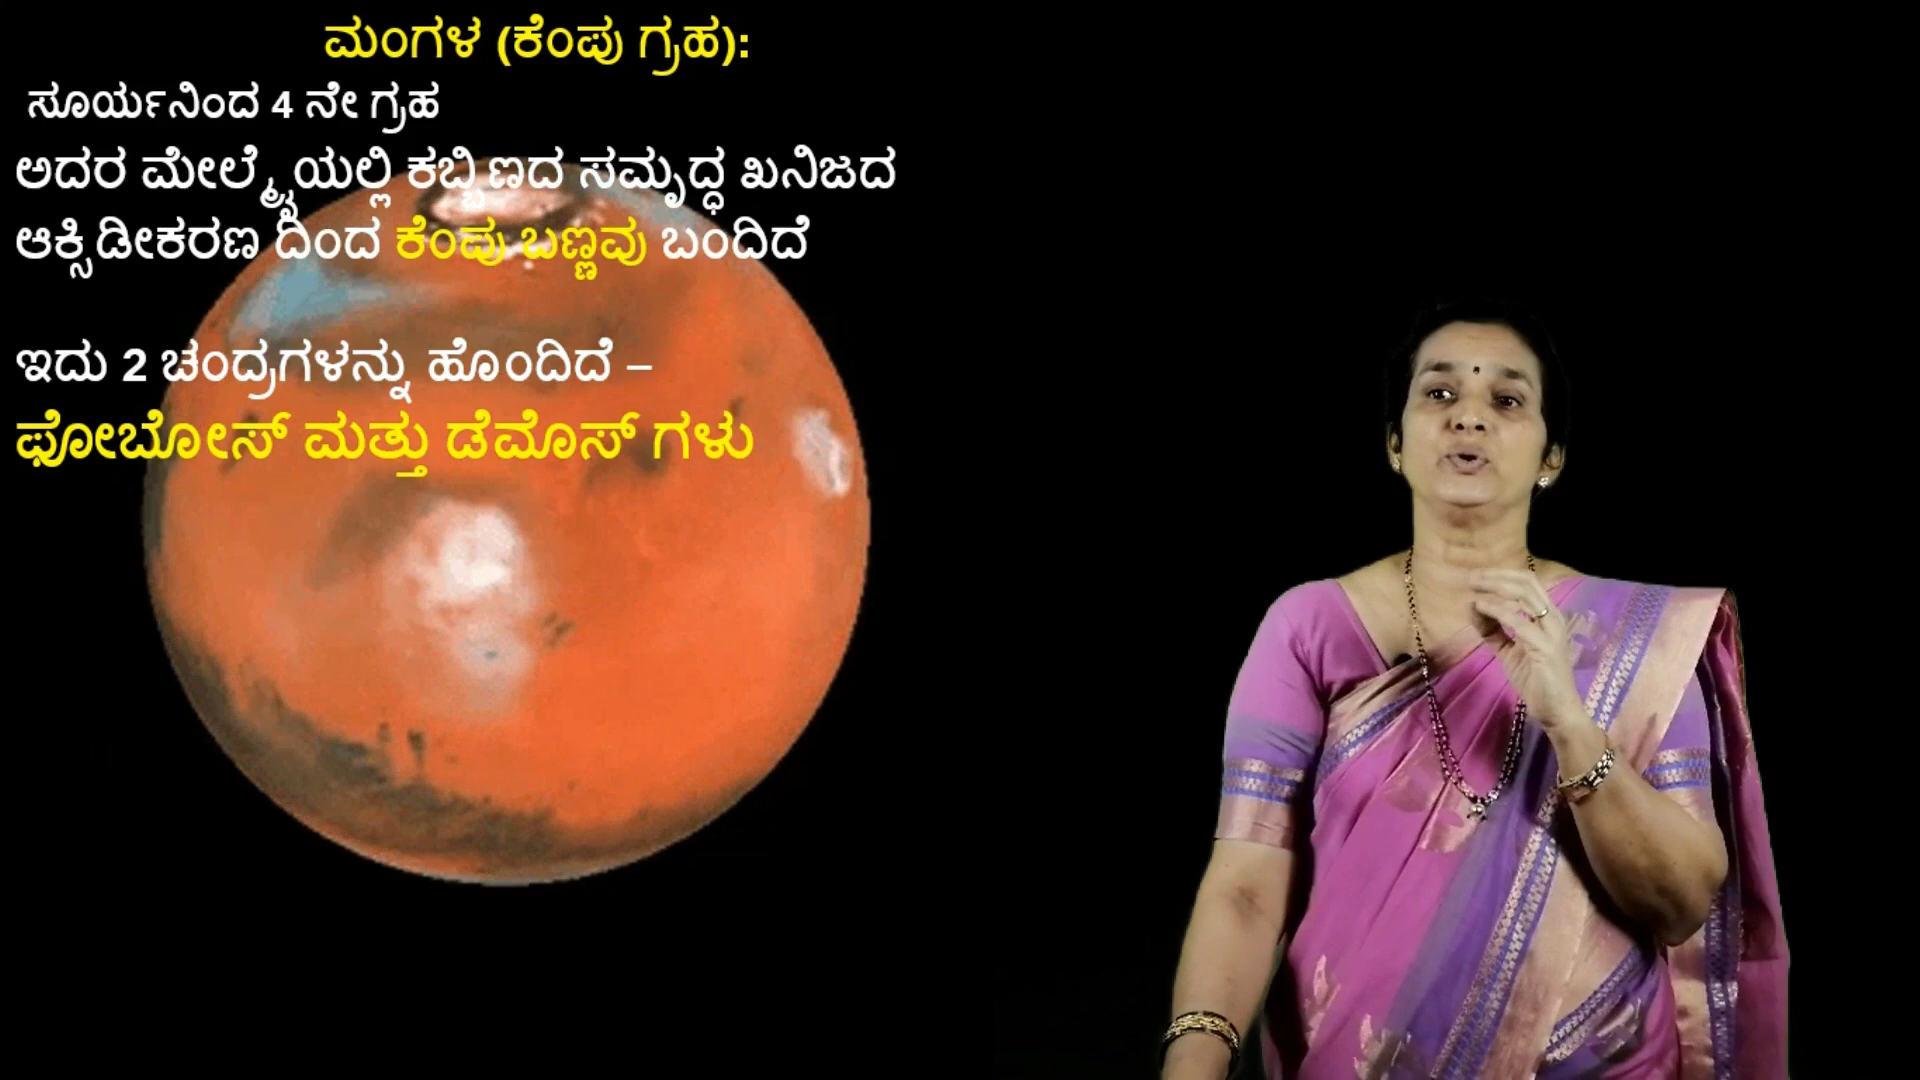 ಮಂಗಳ (ಕೆಂಪು ಗ್ರಹ):
ಸೂರ್ಯನಿಂದ 4 ನೇ ಗ್ರಹ
ಅದರ ಮೇಲ್ಮೈಯಲ್ಲಿ ಕಬ್ಬಿಣದ ಸಮೃದ್ಧ ಖನಿಜದ
ಆಕ್ಸಿಡೀಕರಣ ದಿಂದ ಕೆಂಪು ಬಣ್ಣವು ಬಂದಿದೆ
ಇದು 2 ಚಂದ್ರಗಳನ್ನು ಹೊಂದಿದೆ –
ಫೋಬೋಸ್ ಮತ್ತು ಡೆಮೊಸ್ ಗಳು